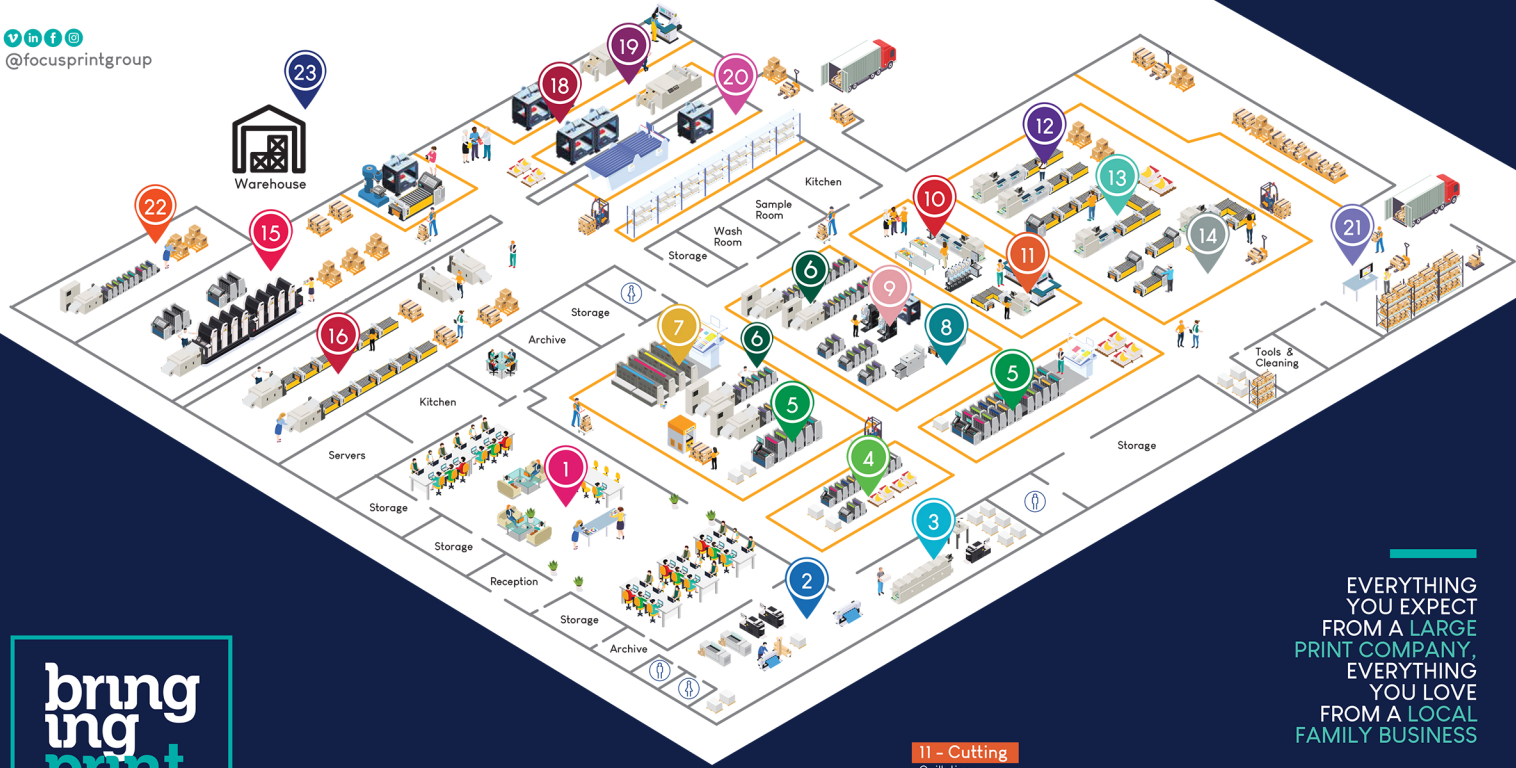 @focusprintgroup
23
19
18
20
Warehouse
12
22
15
Kitchen
13
10
Sample
Room
Wash
Room
14
21
Storage
11
6
9
16
Storage
7
8
6
Archive
5
Tools &
Cleaning
Kitchen
5
Servers
1
4
Storage
Storage
3
Storage
Reception
2
Storage
Archive
EVERYTHING
YOU EXPECT
FROM A LARGE
PRINT COMPANY,
EVERYTHING
YOU LOVE
FROM A LOCAL
FAMILY BUSINESS
bring
ing
print
11 - Cutting